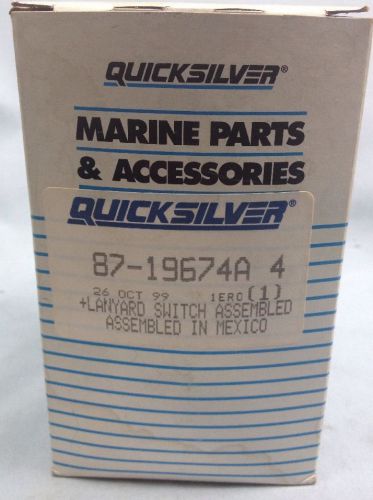 QUICKSILVER®
MARINE PARTS
& ACCESSORIES
QUICKSILVER®
87-19674A 4
26 OCT 99 1ERO (1)
+LANYARD SWITCH ASSEMBLED
ASSEMBLED IN MEXICO